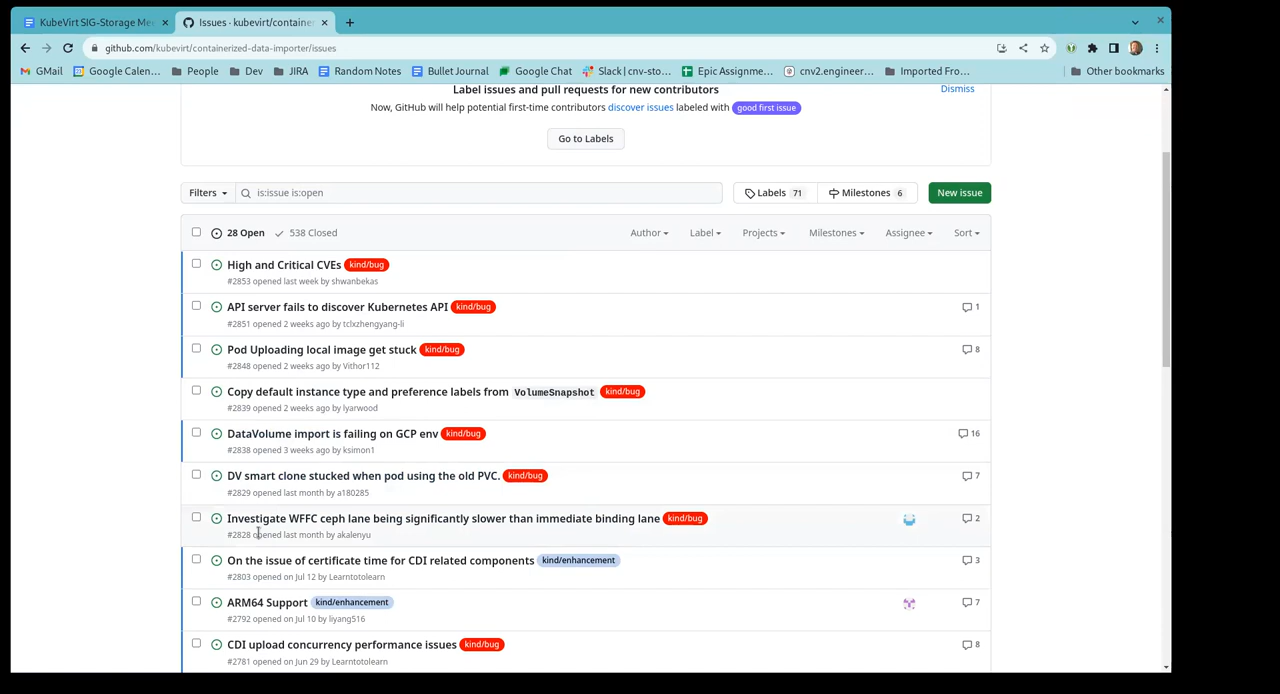 KubeVirt SIG-Storage Me
Issues · kubevirt/container
github.com/kubevirt/containerized-data-importer/issues
GMail
Google Calen...
People
Dev
JIRA
Random Notes
Bullet Journal
Google Chat
Slack | cnv-sto...
Epic Assignme...
cnv2.engineer...
Imported Fro...
Other bookmarks
Label issues and pull requests for new contributors
Dismiss
Now, GitHub will help potential first-time contributors discover issues labeled with good first issue
Go to Labels
Filters
is:issue is:open
Labels 71
Milestones 6
New issue
28 Open
538 Closed
Author
Label
Projects
Milestones
Assignee
Sort
High and Critical CVEs kind/bug
#2853 opened last week by shwanbekas
API server fails to discover Kubernetes API kind/bug
1
#2851 opened 2 weeks ago by tclxzhengyang-li
Pod Uploading local image get stuck kind/bug
8
#2848 opened 2 weeks ago by Vithor112
Copy default instance type and preference labels from VolumeSnapshot kind/bug
#2839 opened 2 weeks ago by lyarwood
DataVolume import is failing on GCP env kind/bug
16
#2838 opened 3 weeks ago by ksimon1
DV smart clone stucked when pod using the old PVC. kind/bug
7
#2829 opened last month by a180285
Investigate WFFC ceph lane being significantly slower than immediate binding lane kind/bug
2
#2828 opened last month by akalenyu
On the issue of certificate time for CDI related components kind/enhancement
3
#2803 opened on Jul 12 by Learntotolearn
ARM64 Support kind/enhancement
7
#2792 opened on Jul 10 by liyang516
CDI upload concurrency performance issues kind/bug
8
#2781 opened on Jun 29 by Learntotolearn